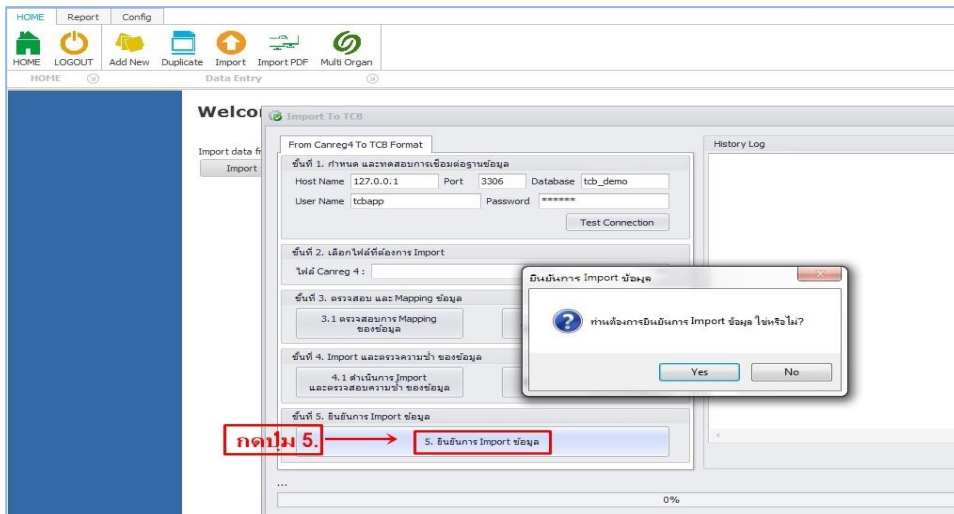 HOME Report Config
HOME LOGOUT Add New Duplicate Import Import PDF Multi Organ
HOME Data Entry
Welco
Import To TCB
Import data f
Import
From Canreg4 To TCB Format
History Log
ขั้นที่ 1. กำหนด และทดสอบการเชื่อมต่อฐานข้อมูล
Host Name 127.0.0.1 Port 3306 Database tcb_demo
User Name tcbapp Password ******
Test Connection
ขั้นที่ 2. เลือกไฟล์ที่ต้องการ Import
ไฟล์ Canreg 4 :
ยืนยันการ Import ข้อมูล
ท่านต้องการยืนยันการ Import ข้อมูล ใช่หรือไม่?
Yes No
ขั้นที่ 3. ตรวจสอบ และ Mapping ข้อมูล
3.1 ตรวจสอบการ Mapping
ของข้อมูล
ขั้นที่ 4. Import และตรวจความซ้ำ ของข้อมูล
4.1 ดำเนินการ Import
และตรวจสอบความซ้ำ ของข้อมูล
ขั้นที่ 5. ยืนยันการ Import ข้อมูล
กดปุ่ม 5.
5. ยืนยันการ Import ข้อมูล
...
0%